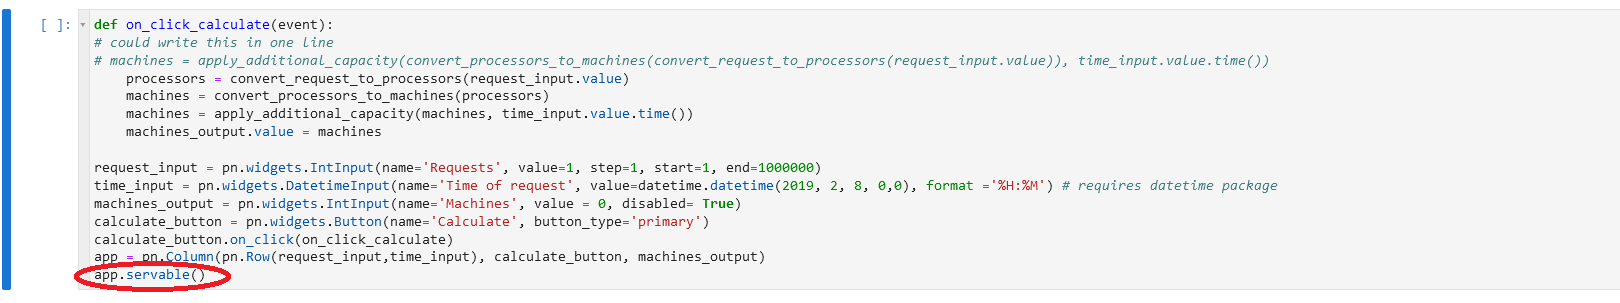 [ ]: def on_click_calculate(event):
# could write this in one line
# machines = apply_additional_capacity(convert_processors_to_machines(convert_request_to_processors(request_input.value)), time_input.value.time())
    processors = convert_request_to_processors(request_input.value)
    machines = convert_processors_to_machines(processors)
    machines = apply_additional_capacity(machines, time_input.value.time())
    machines_output.value = machines

request_input = pn.widgets.IntInput(name='Requests', value=1, step=1, start=1, end=1000000)
time_input = pn.widgets.DatetimeInput(name='Time of request', value=datetime.datetime(2019, 2, 8, 0,0), format ='%H:%M') # requires datetime package
machines_output = pn.widgets.IntInput(name='Machines', value = 0, disabled= True)
calculate_button = pn.widgets.Button(name='Calculate', button_type='primary')
calculate_button.on_click(on_click_calculate)
app = pn.Column(pn.Row(request_input,time_input), calculate_button, machines_output)
app.servable()